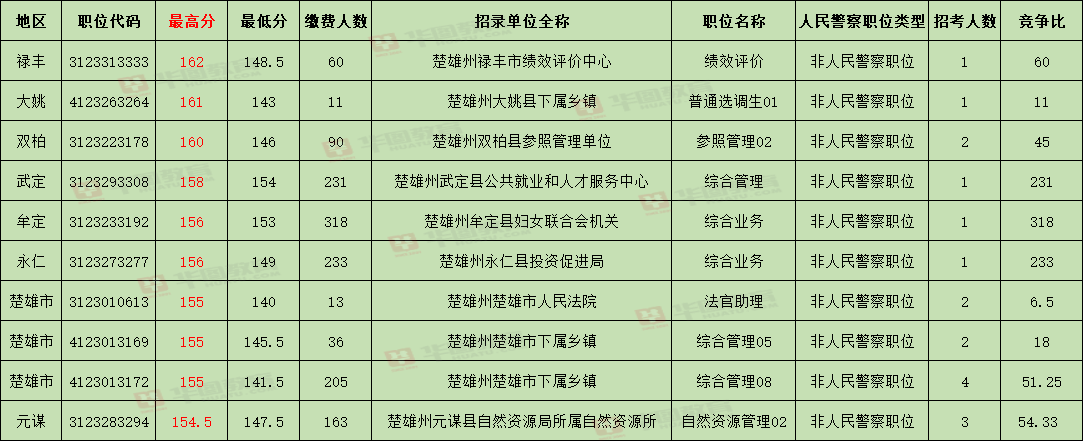 地区 职位代码 最高分 最低分 缴费人数 招录单位全称 职位名称 人民警察职位类型 招考人数 竞争比
禄丰 3123313333 162 148.5 60 楚雄州禄丰市绩效评价中心 绩效评价 非人民警察职位 1 60
大姚 4123263264 161 143 11 楚雄州大姚县下属乡镇 普通选调生01 非人民警察职位 1 11
双柏 3123223178 160 146 90 楚雄州双柏县参照管理单位 参照管理02 非人民警察职位 2 45
武定 3123293308 158 154 231 楚雄州武定县公共就业和人才服务中心 综合管理 非人民警察职位 1 231
牟定 3123233192 156 153 318 楚雄州牟定县妇女联合会机关 综合业务 非人民警察职位 1 318
永仁 3123273277 156 149 233 楚雄州永仁县投资促进局 综合业务 非人民警察职位 1 233
楚雄市 3123010613 155 140 13 楚雄州楚雄市人民法院 法官助理 非人民警察职位 2 6.5
楚雄市 4123013169 155 145.5 36 楚雄州楚雄市下属乡镇 综合管理05 非人民警察职位 2 18
楚雄市 4123013172 155 141.5 205 楚雄州楚雄市下属乡镇 综合管理08 非人民警察职位 4 51.25
元谋 3123283294 154.5 147.5 163 楚雄州元谋县自然资源局所属自然资源所 自然资源管理02 非人民警察职位 3 54.33